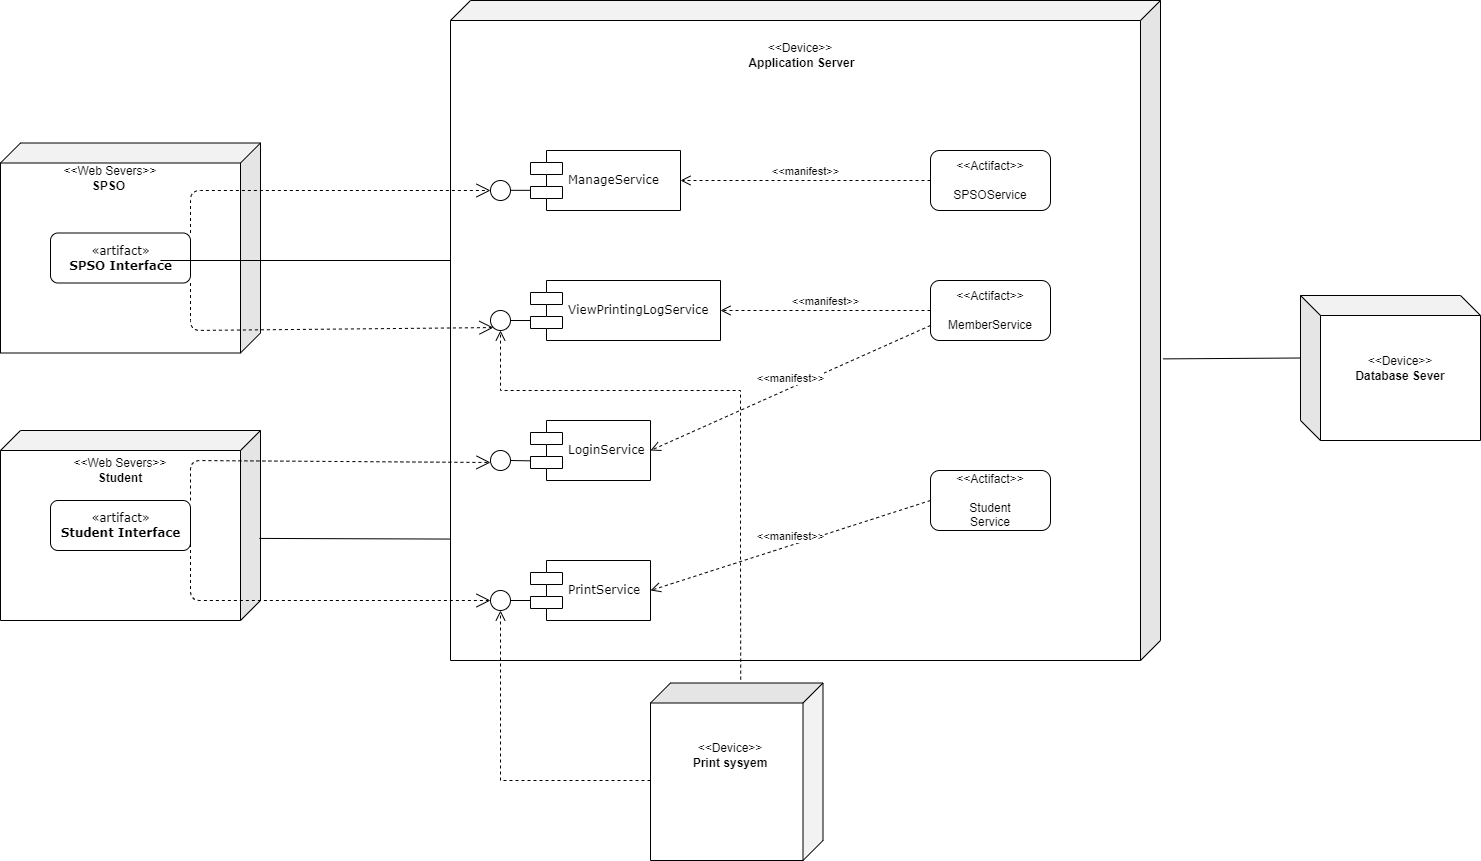 <<Device>>
Application Server
<<Web Severs>>
SPSO
«artifact»
SPSO Interface
ManageService
<<manifest>>
<<Actifact>>
SPSOService
ViewPrintingLogService
<<manifest>>
<<Actifact>>
MemberService
<<manifest>>
<<Device>>
Database Sever
<<Web Severs>>
Student
«artifact»
Student Interface
LoginService
<<Actifact>>
Student
Service
<<manifest>>
PrintService
<<Device>>
Print sysyem